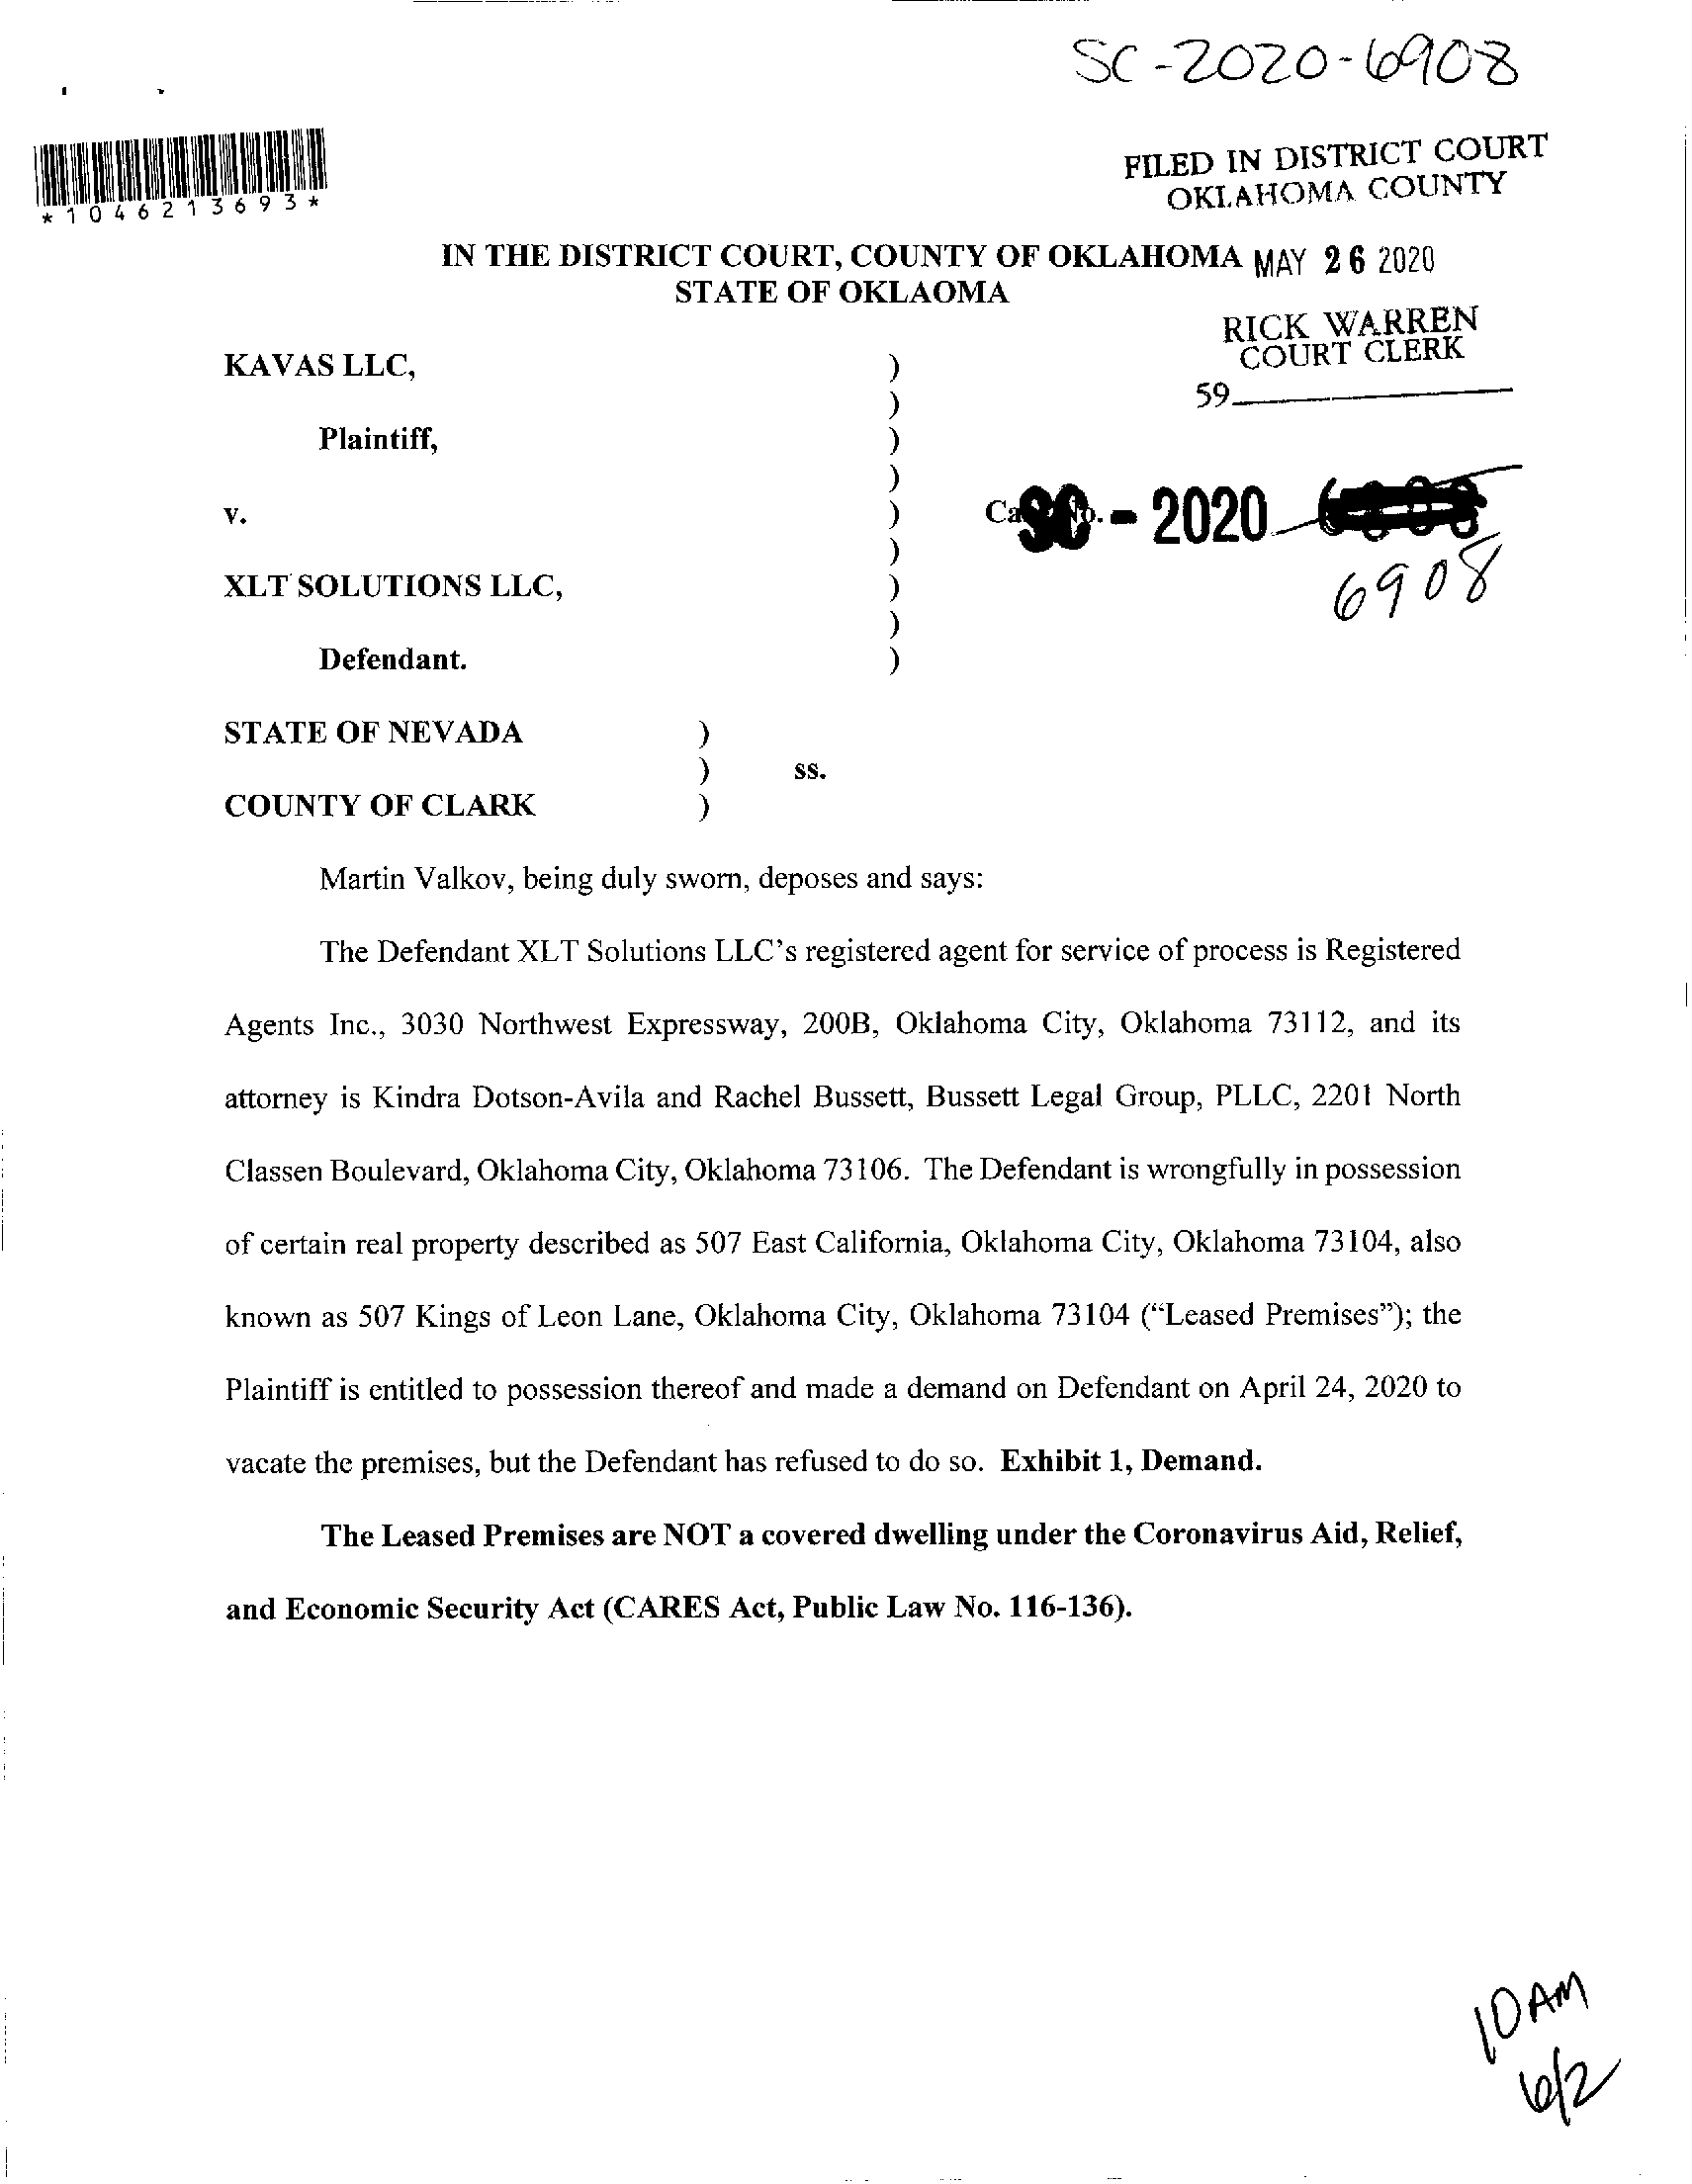 SC-2020-6908
*1046213693*
FILED IN DISTRICT COURT
OKLAHOMA COUNTY
IN THE DISTRICT COURT, COUNTY OF OKLAHOMA MAY 26 2020
STATE OF OKLAOMA
RICK WARREN
COURT CLERK
KAVAS LLC, )
)
59
Plaintiff, )
)
v. ) SC - 2020
)
XLT SOLUTIONS LLC, ) 6908
)
Defendant. )
STATE OF NEVADA )
) ss.
COUNTY OF CLARK )
Martin Valkov, being duly sworn, deposes and says:
The Defendant XLT Solutions LLC's registered agent for service of process is Registered
Agents Inc., 3030 Northwest Expressway, 200B, Oklahoma City, Oklahoma 73112, and its
attorney is Kindra Dotson-Avila and Rachel Bussett, Bussett Legal Group, PLLC, 2201 North
Classen Boulevard, Oklahoma City, Oklahoma 73106. The Defendant is wrongfully in possession
of certain real property described as 507 East California, Oklahoma City, Oklahoma 73104, also
known as 507 Kings of Leon Lane, Oklahoma City, Oklahoma 73104 ("Leased Premises"); the
Plaintiff is entitled to possession thereof and made a demand on Defendant on April 24, 2020 to
vacate the premises, but the Defendant has refused to do so. Exhibit 1, Demand.
The Leased Premises are NOT a covered dwelling under the Coronavirus Aid, Relief,
and Economic Security Act (CARES Act, Public Law No. 116-136).
10AM
6/2